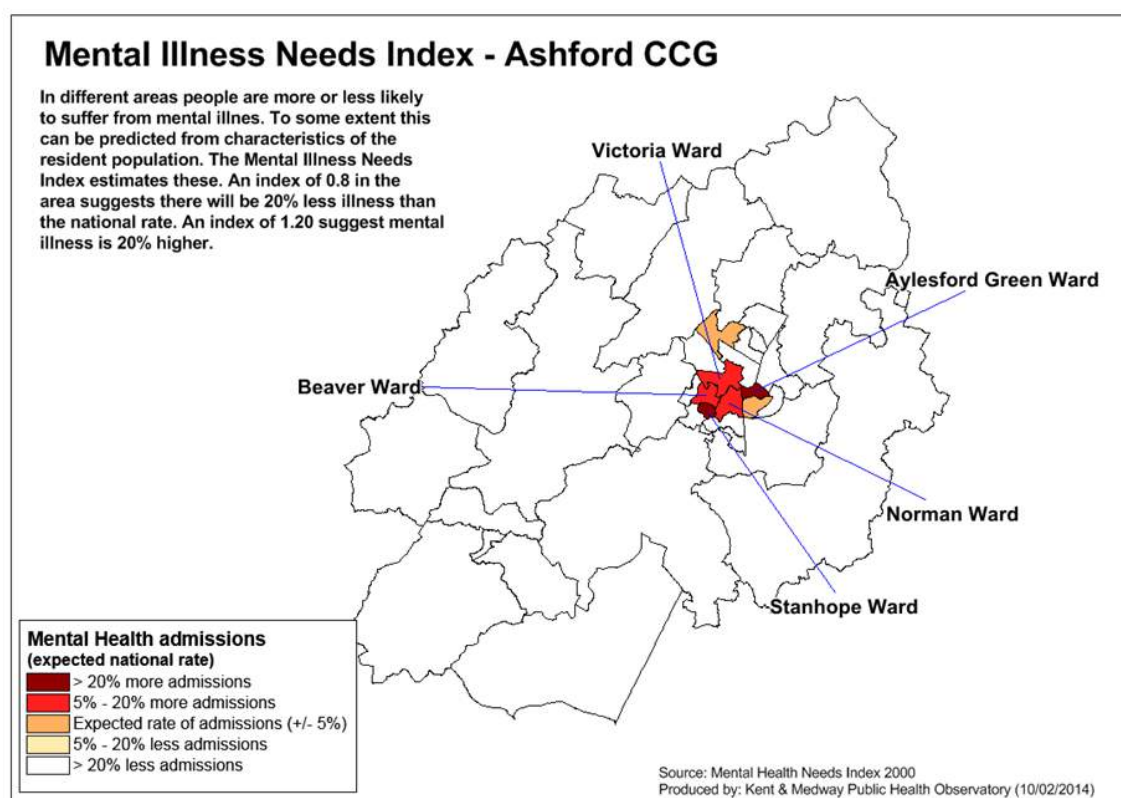 Mental Illness Needs Index - Ashford CCG
In different areas people are more or less likely
to suffer from mental illnes. To some extent this
can be predicted from characteristics of the
resident population. The Mental Illness Needs
Index estimates these. An index of 0.8 in the
area suggests there will be 20% less illness than
the national rate. An index of 1.20 suggest mental
illness is 20% higher.
Victoria Ward
Aylesford Green Ward
Beaver Ward
Norman Ward
Stanhope Ward
Mental Health admissions
(expected national rate)
> 20% more admissions
5% - 20% more admissions
Expected rate of admissions (+/- 5%)
5% - 20% less admissions
> 20% less admissions
Source: Mental Health Needs Index 2000
Produced by: Kent & Medway Public Health Observatory (10/02/2014)